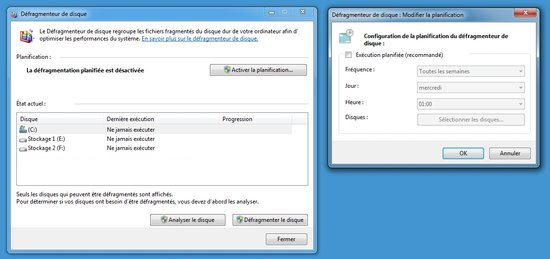 Défragmenteur de disque
Le Défragmenteur de disque regroupe les fichiers fragmentés du disque dur de votre ordinateur afin d'
optimiser les performances du système. En savoir plus sur le défragmenteur de disque.
Planification :
La défragmentation planifiée est désactivée
Activer la planification...
État actuel :
Disque Dernière exécution Progression
(C:) Ne jamais exécuter
Stockage 1 (E:) Ne jamais exécuter
Stockage 2 (F:) Ne jamais exécuter
Seuls les disques qui peuvent être défragmentés sont affichés.
Pour déterminer si vos disques ont besoin d'être défragmentés, vous devez d'abord les analyser.
Analyser le disque Défragmenter le disque
Fermer
Défragmenteur de disque : Modifier la planification
Configuration de la planification du défragmenteur de
disque :
Exécution planifiée (recommandé)
Fréquence : Toutes les semaines
Jour : mercredi
Heure : 01:00
Disques : Sélectionner les disques...
OK Annuler